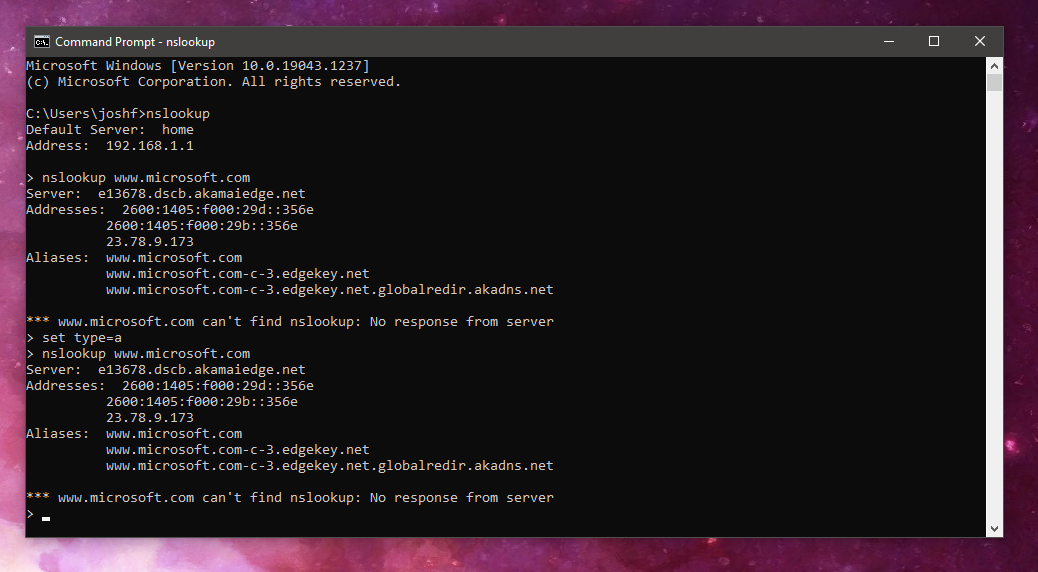 Command Prompt - nslookup
Microsoft Windows [Version 10.0.19043.1237]
(c) Microsoft Corporation. All rights reserved.
C:\Users\joshf>nslookup
Default Server:  home
Address:  192.168.1.1
> nslookup www.microsoft.com
Server:  e13678.dscb.akamaiedge.net
Addresses:  2600:1405:f000:29d::356e
2600:1405:f000:29b::356e
23.78.9.173
Aliases:  www.microsoft.com
www.microsoft.com-c-3.edgekey.net
www.microsoft.com-c-3.edgekey.net.globalredir.akadns.net
*** www.microsoft.com can't find nslookup: No response from server
> set type=a
> nslookup www.microsoft.com
Server:  e13678.dscb.akamaiedge.net
Addresses:  2600:1405:f000:29d::356e
2600:1405:f000:29b::356e
23.78.9.173
Aliases:  www.microsoft.com
www.microsoft.com-c-3.edgekey.net
www.microsoft.com-c-3.edgekey.net.globalredir.akadns.net
*** www.microsoft.com can't find nslookup: No response from server
>